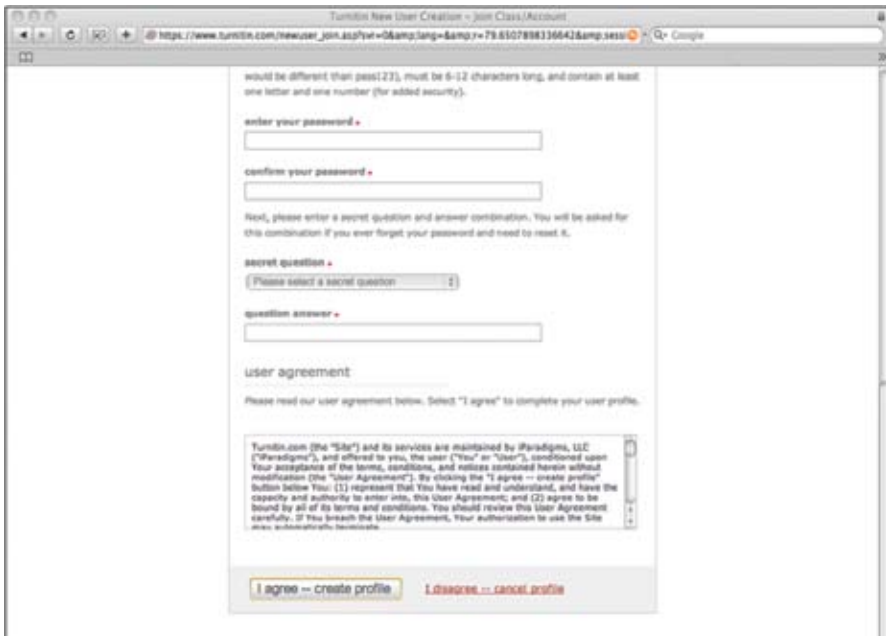 Turnitin New User Creation – Join Class/Account
https://www.turnitin.com/newuser_join.asp?svr=0&amp;lang=&amp;r=79.6507898336642&amp;sessi
Google
would be different than pass123), must be 6-12 characters long, and contain at least
one letter and one number (for added security).
enter your password *
confirm your password *
Next, please enter a secret question and answer combination. You will be asked for
this combination if you ever forget your password and need to reset it.
secret question *
Please select a secret question
question answer *
user agreement
Please read our user agreement below. Select "I agree" to complete your user profile.
Turnitin.com (the "Site") and its services are maintained by iParadigms, LLC
("iParadigms"), and offered to you, the user ("You" or "User"), conditioned upon
Your acceptance of the terms, conditions, and notices contained herein without
modification (the "User Agreement"). By clicking the "I agree -- create profile"
button below You: (1) represent that You have read and understand, and have the
capacity and authority to enter into, this User Agreement; and (2) agree to be
bound by all of its terms and conditions. You should review this User Agreement
carefully. If You breach the User Agreement, Your authorization to use the Site
may automatically terminate
I agree -- create profile
I disagree -- cancel profile